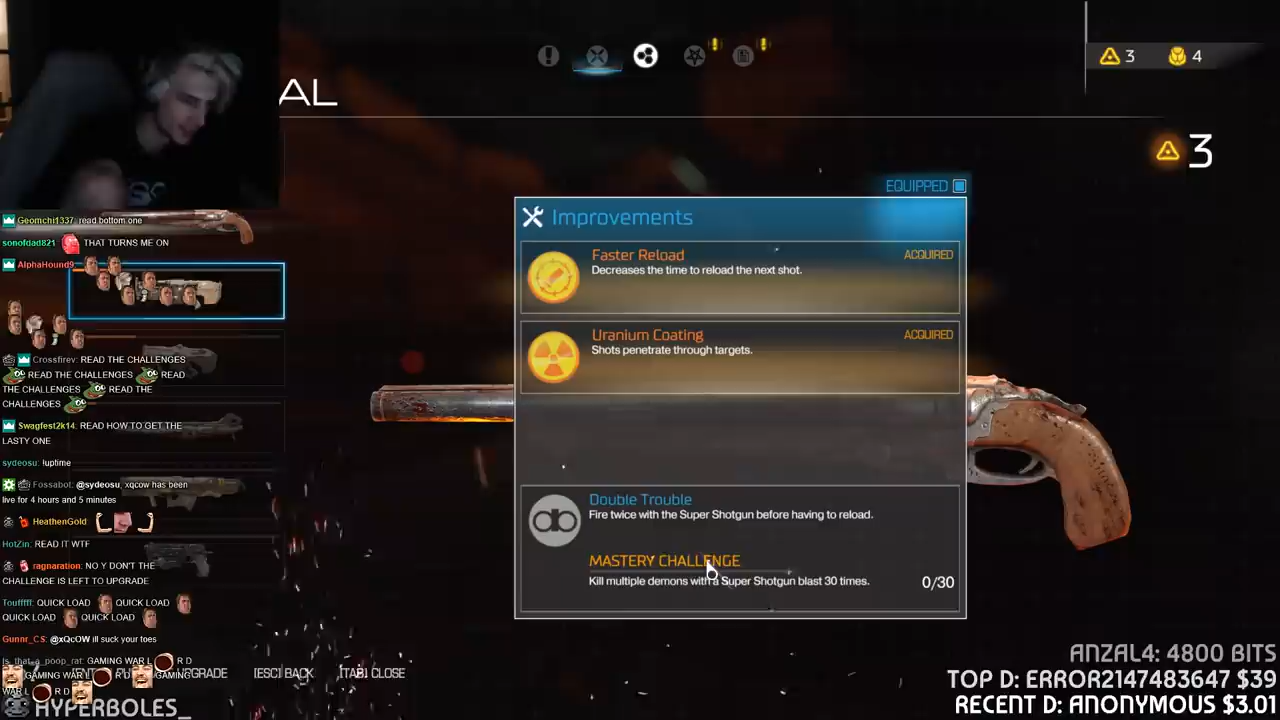 3
4
AL
3
EQUIPPED
Improvements
Faster Reload
ACQUIRED
Decreases the time to reload the next shot.
Uranium Coating
ACQUIRED
Shots penetrate through targets.
Double Trouble
Fire twice with the Super Shotgun before having to reload.
MASTERY CHALLENGE
Kill multiple demons with a Super Shotgun blast 30 times.
0/30
Geomchi1337: read bottom one
sonofdad821 THAT TURNS ME ON
AlphaHound9
Crossfirey: READ THE CHALLENGES
READ THE CHALLENGES READ
THE CHALLENGES READ THE
CHALLENGES
Swagfest2k14: READ HOW TO GET THE
LASTY ONE
sydeosu: !uptime
Fossabot: @sydeosu, xqcow has been
live for 4 hours and 5 minutes
HeathenGold
HotZin: READ IT WTF
ragnaration: NO Y DON'T THE
CHALLENGE IS LEFT TO UPGRADE
Toufffff: QUICK LOAD QUICK LOAD
QUICK LOAD QUICK LOAD
Gunnr_CS: @xQcOW ill suck your toes
Is_that_a_poop_rat: GAMING WAR L R D
GAMING WAR L R D GAMING
WAR L R D
UPGRADE
[ESC] BACK
[TAB] CLOSE
HYPERBOLES_
ANZAL4: 4800 BITS
TOP D: ERROR2147483647 $39
RECENT D: ANONYMOUS $3.01